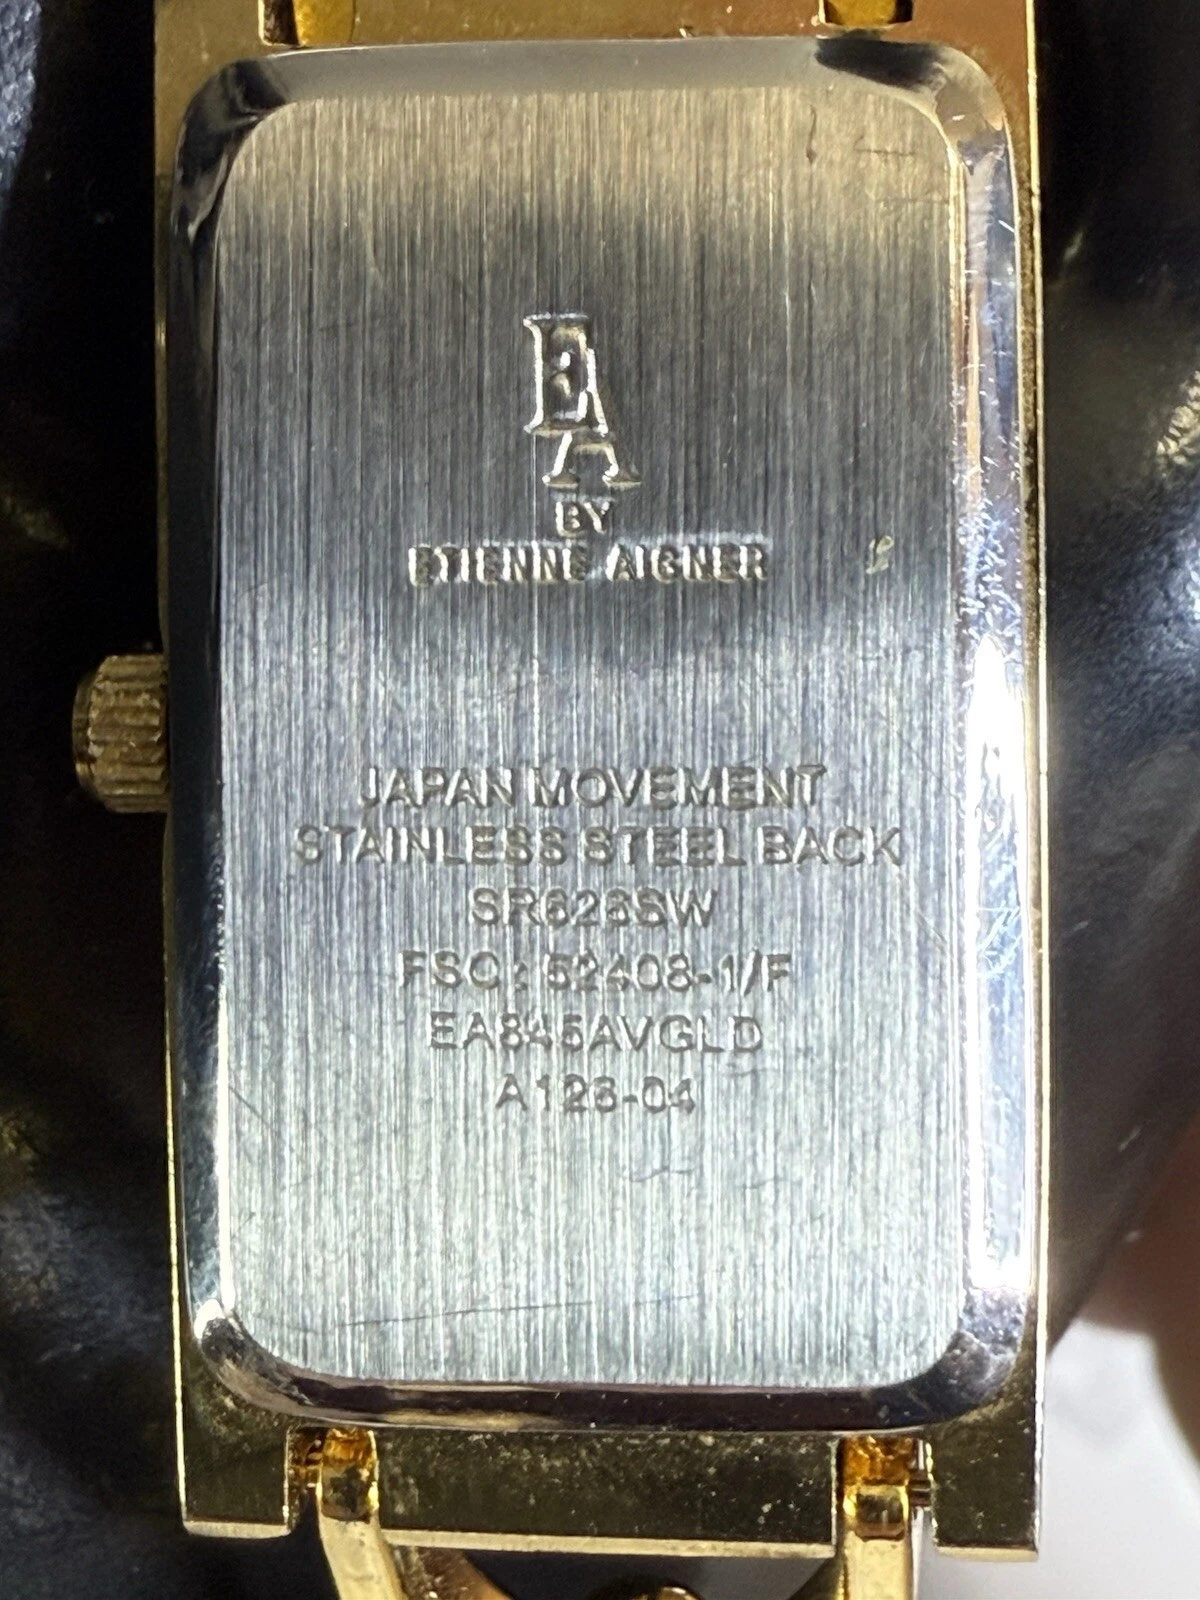 EA
BY
ETIENNE AIGNER
JAPAN MOVEMENT
STAINLESS STEEL BACK
SR626SW
FSC: 52408-1/F
EA845AVGLD
A126-04